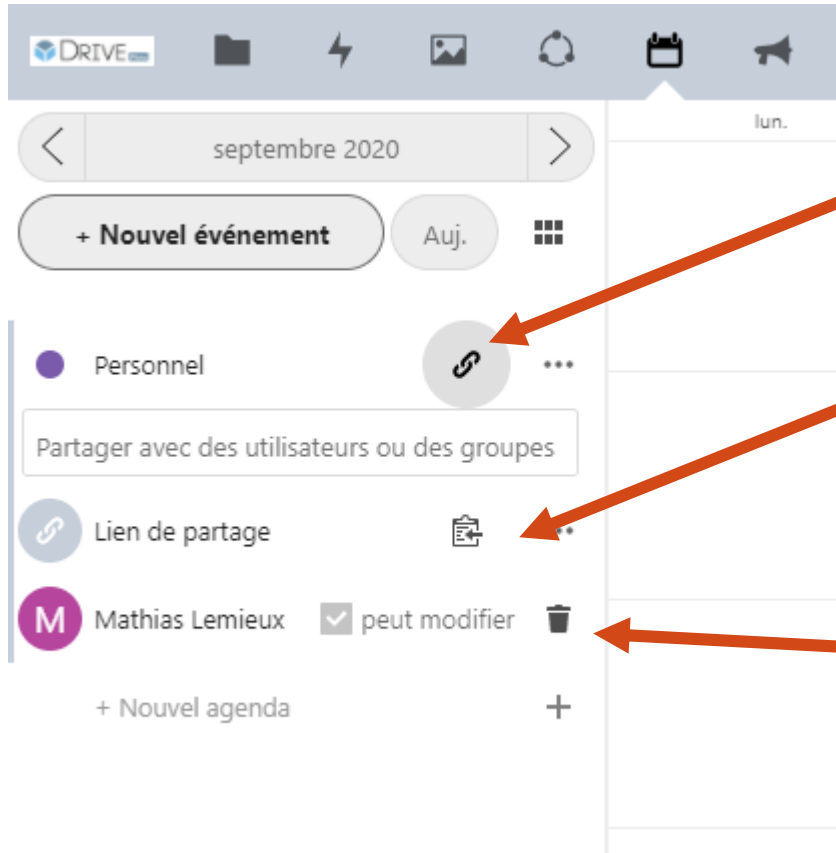 DRIVE
lun.
septembre 2020
+ Nouvel événement
Auj.
Personnel
Partager avec des utilisateurs ou des groupes
Lien de partage
M Mathias Lemieux peut modifier
+ Nouvel agenda